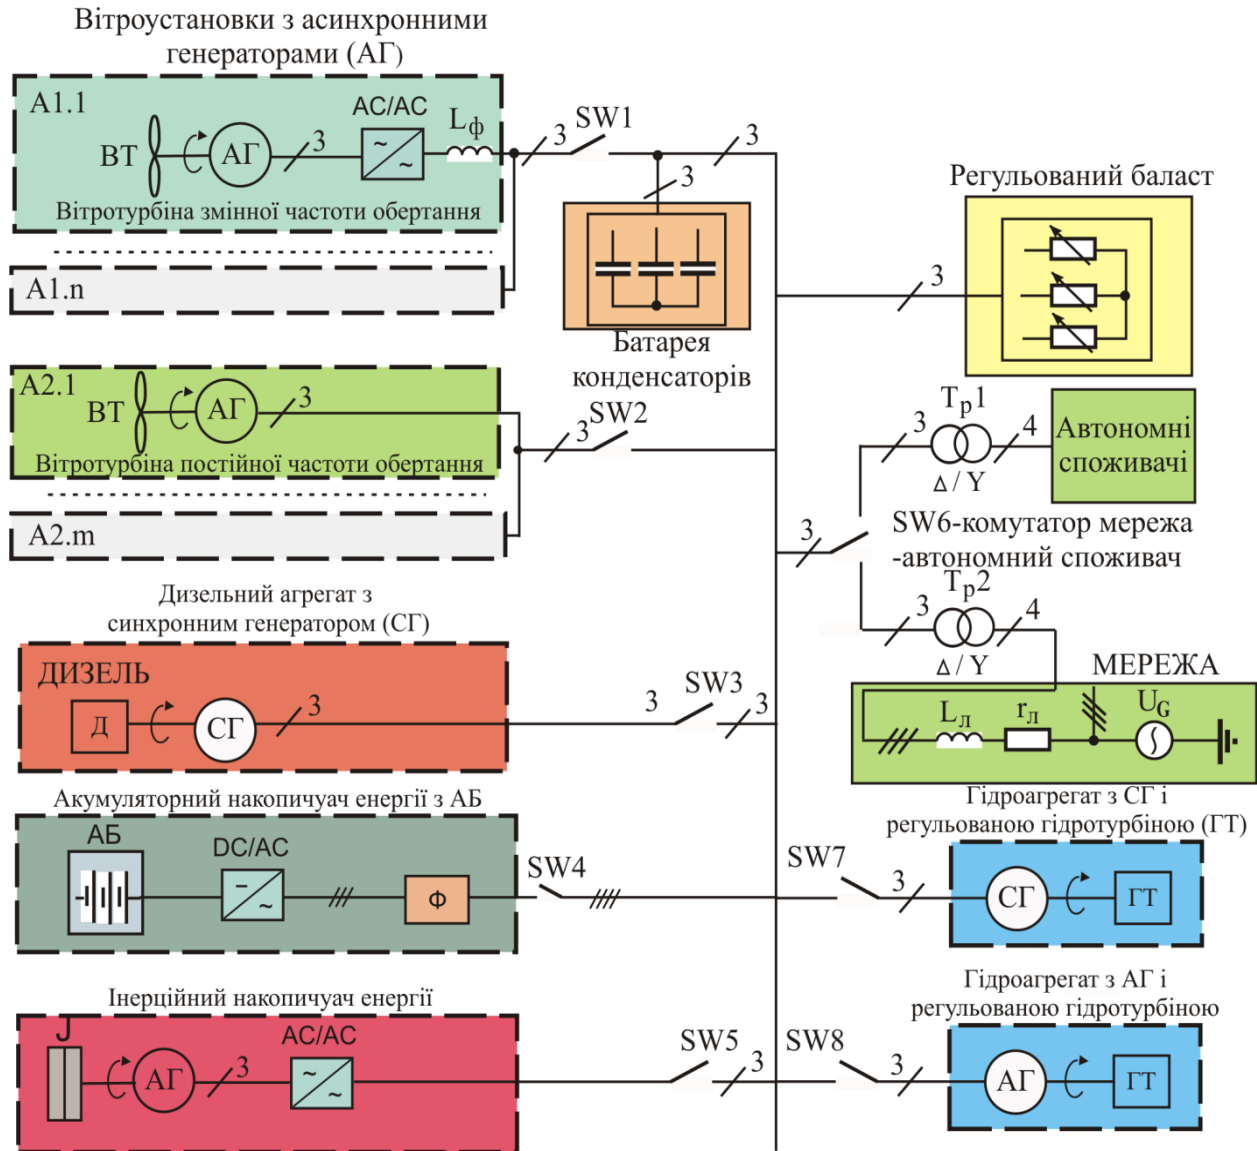 Вітроустановки з асинхронними
генераторами (АГ)
A1.1
ВТ
АГ
3
AC/AC
Lф
Вітротурбіна змінної частоти обертання
3
SW1
3
3
A1.n
Батарея
конденсаторів
Регульований баласт
3
A2.1
ВТ
АГ
3
Вітротурбіна постійної частоти обертання
3
SW2
A2.m
Тр1
3
4
Δ / Y
Автономні
споживачі
3
SW6-комутатор мережа
-автономний споживач
Тр2
3
4
Δ / Y
МЕРЕЖА
Lл
rл
UG
Дизельний агрегат з
синхронним генератором (СГ)
ДИЗЕЛЬ
Д
СГ
3
3
SW3
3
Акумуляторний накопичуач енергії з АБ
АБ
DC/AC
Ф
SW4
Гідроагрегат з СГ і
регульованою гідротурбіною (ГТ)
SW7
3
СГ
ГТ
Інерційний накопичуач енергії
J
АГ
3
AC/AC
SW5
3
Гідроагрегат з АГ і
регульованою гідротурбіною
SW8
3
АГ
ГТ